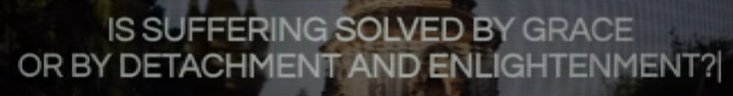 IS SUFFERING SOLVED BY GRACE
OR BY DETACHMENT AND ENLIGHTENMENT?